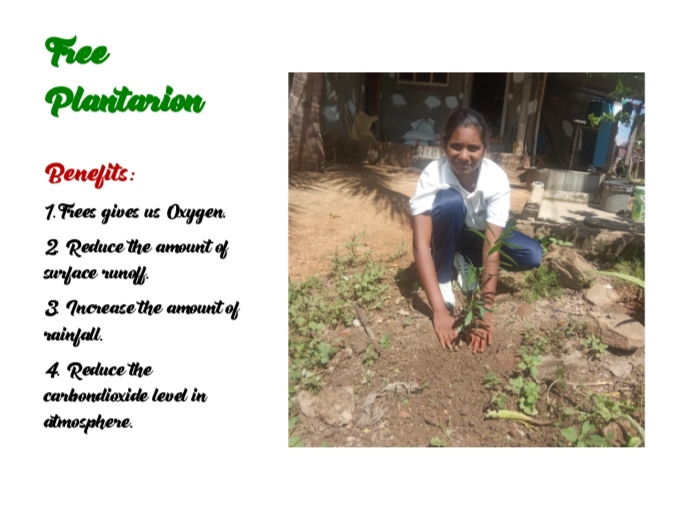 Tree
Plantarion
Benefits:
1.Trees gives us Oxygen.
2. Reduce the amount of
surface runoff.
3. Increase the amount of
rainfall.
4. Reduce the
carbondioxide level in
atmosphere.